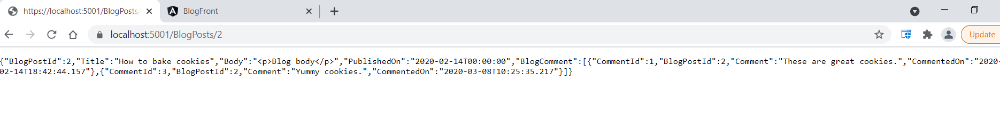 https://localhost:5001/BlogPosts/
BlogFront
localhost:5001/BlogPosts/2
Update
{"BlogPostId":2,"Title":"How to bake cookies","Body":"<p>Blog body</p>","PublishedOn":"2020-02-14T00:00:00","BlogComment":[{"CommentId":1,"BlogPostId":2,"Comment":"These are great cookies.","CommentedOn":"2020-
02-14T18:42:44.157"},{"CommentId":3,"BlogPostId":2,"Comment":"Yummy cookies.","CommentedOn":"2020-03-08T10:25:35.217"}]}